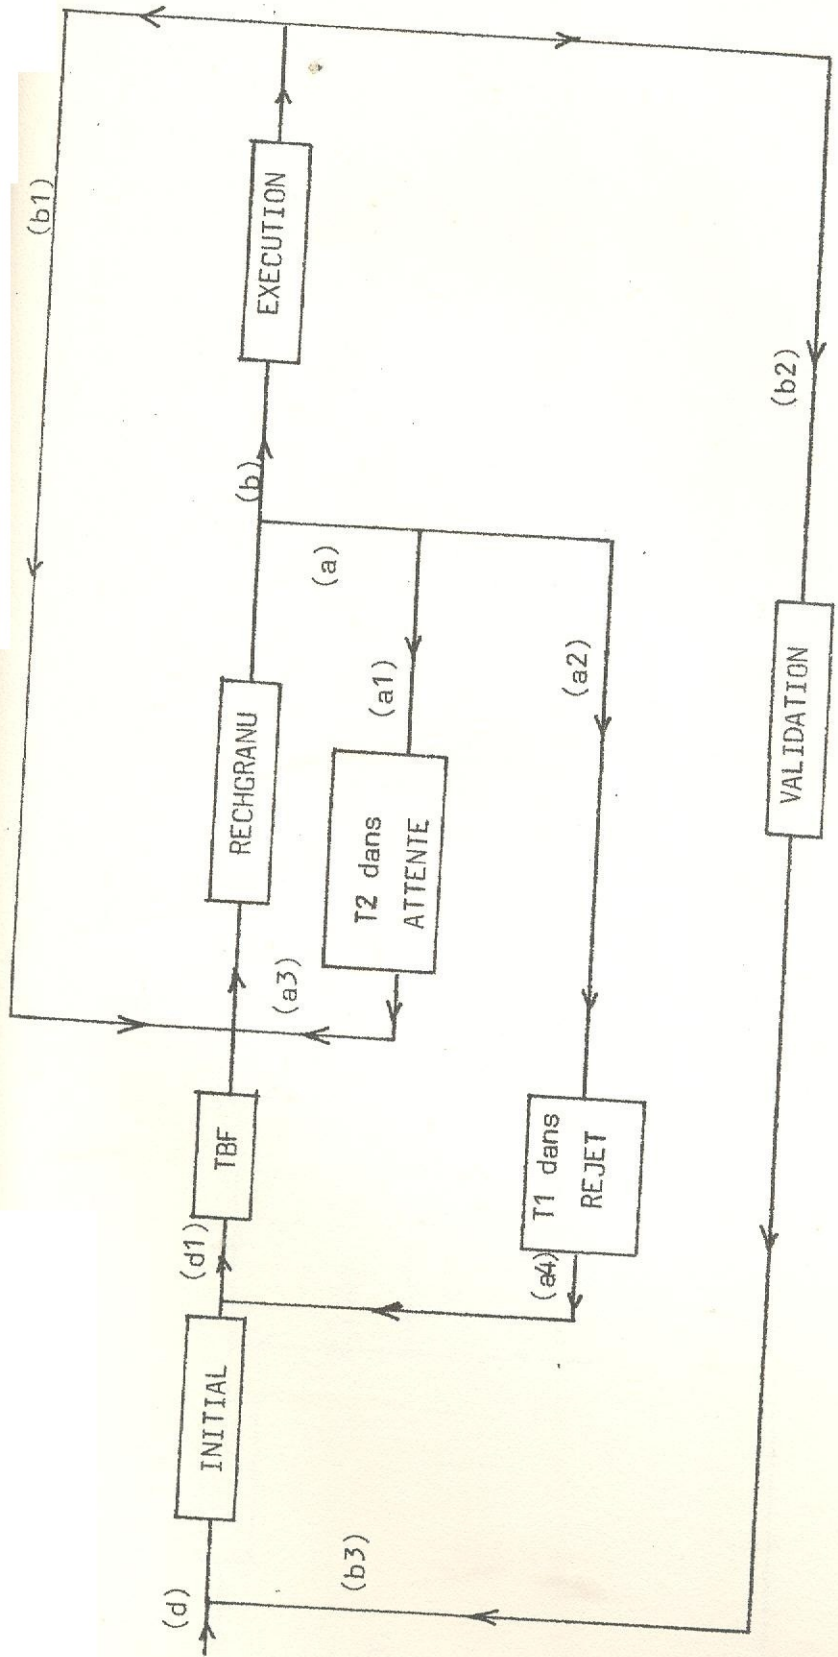 (b1)
EXECUTION
(b)
(a)
(b2)
RECHGRANU
(a1)
(a2)
T2 dans
ATTENTE
(a3)
VALIDATION
TBF
(d1)
T1 dans
REJET
(a4)
INITIAL
(d)
(b3)